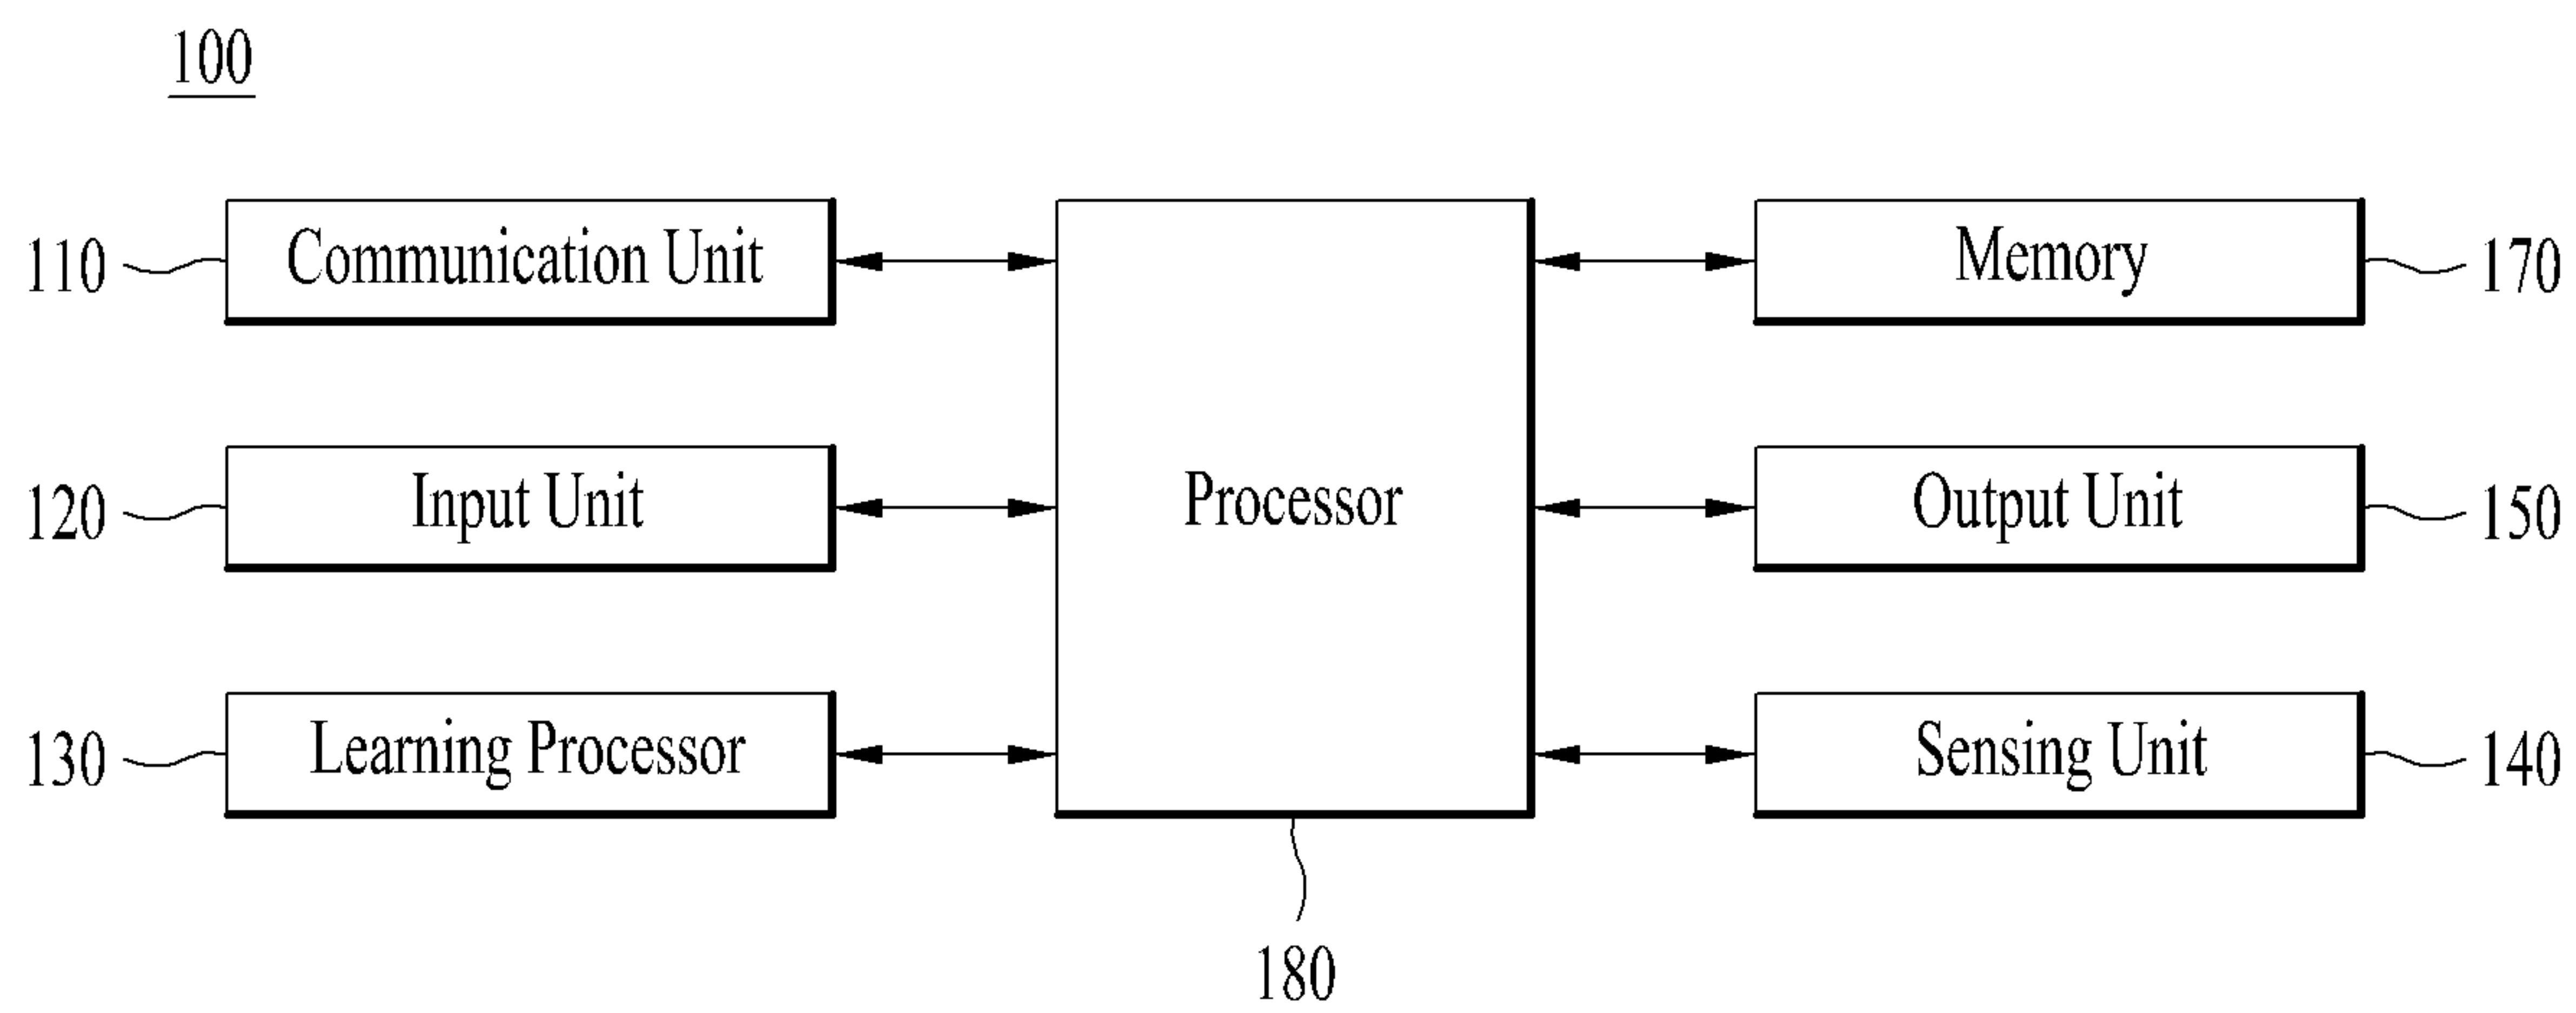 100
110
Communication Unit
Memory
170
120
Input Unit
Processor
Output Unit
150
130
Learning Processor
Sensing Unit
140
180